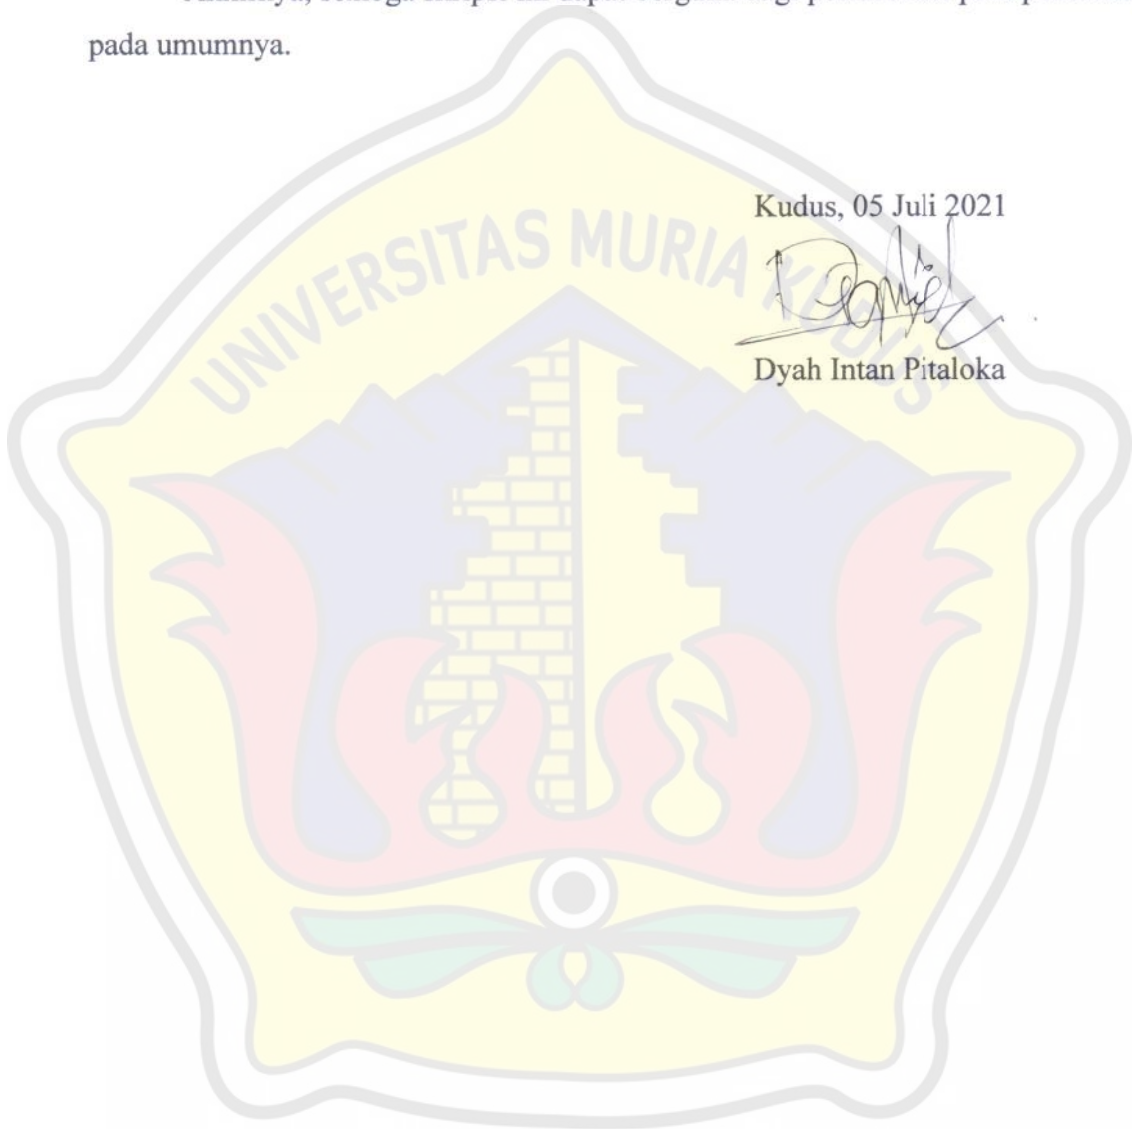 pada umumnya.
Kudus, 05 Juli 2021
UNIVERSITAS MURIA KUDUS
Dyah Intan Pitaloka